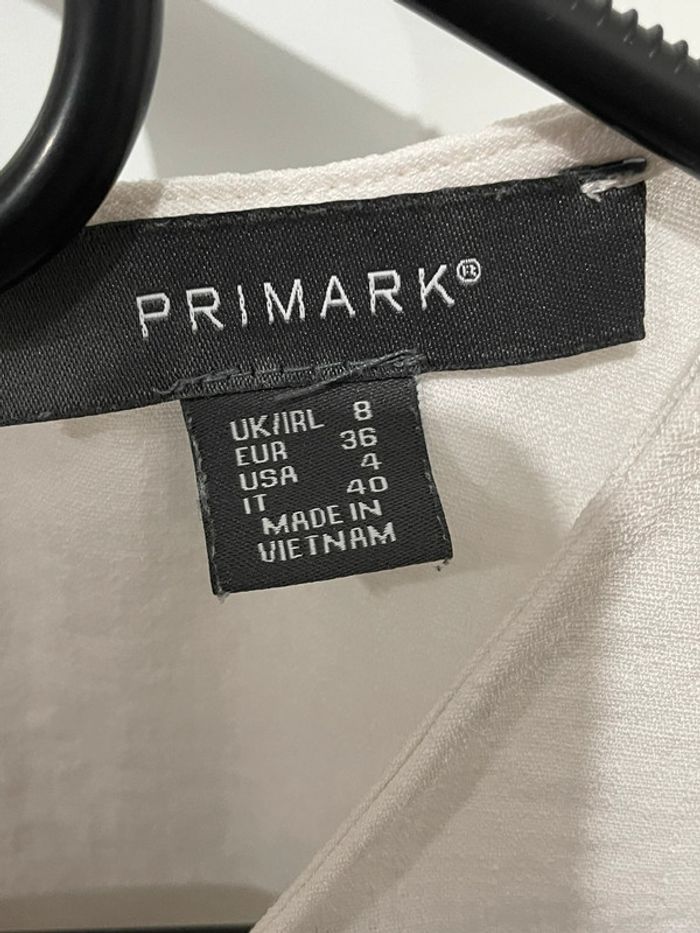 PRIMARK®
UK/IRL 8
EUR 36
USA 4
IT 40
MADE IN
VIETNAM